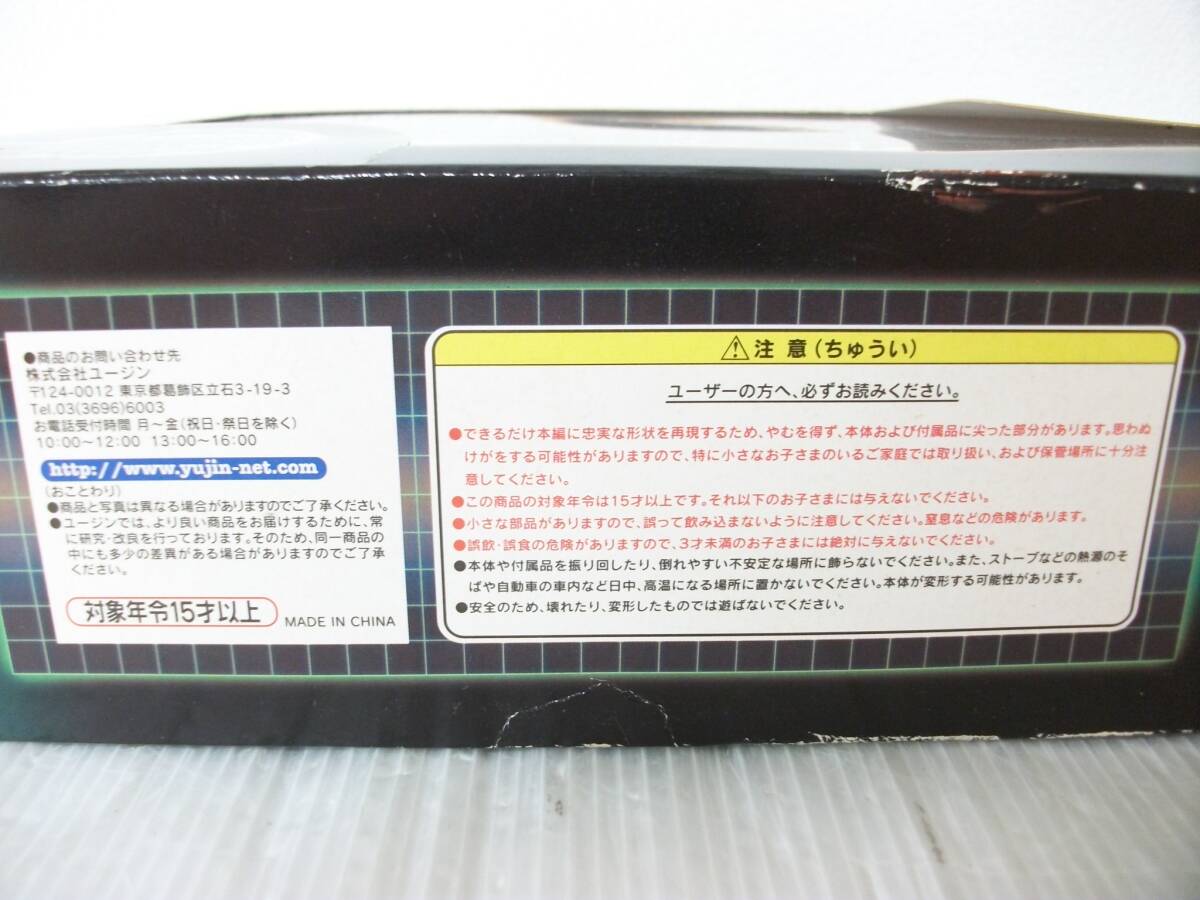 ●商品のお問い合わせ先
株式会社ユージン
〒124-0012 東京都葛飾区立石3-19-3
Tel.03(3696)6003
お電話受付時間 月～金(祝日・祭日を除く)
10:00～12:00 13:00～16:00
http://www.yujin-net.com
(おことわり)
●商品と写真は異なる場合がありますのでご了承ください。
●ユージンでは、より良い商品をお届けするために、常
に研究・改良を行っております。そのため、同一商品の
中にも多少の差異がある場合がありますのでご了承
ください。
対象年令15才以上
MADE IN CHINA
⚠注 意(ちゅうい)
ユーザーの方へ、必ずお読みください。
●できるだけ本編に忠実な形状を再現するため、やむを得ず、本体および付属品に尖った部分があります。思わぬ
けがをする可能性がありますので、特に小さなお子さまのいるご家庭では取り扱い、および保管場所に十分注
意してください。
●この商品の対象年令は15才以上です。それ以下のお子さまには与えないでください。
●小さな部品がありますので、誤って飲み込まないように注意してください。窒息などの危険があります。
●誤飲・誤食の危険がありますので、3才未満のお子さまには絶対に与えないでください。
●本体や付属品を振り回したり、倒れやすい不安定な場所に飾らないでください。また、ストーブなどの熱源のそ
ばや自動車の車内など日中、高温になる場所に置かないでください。本体が変形する可能性があります。
●安全のため、壊れたり、変形したものでは遊ばないでください。